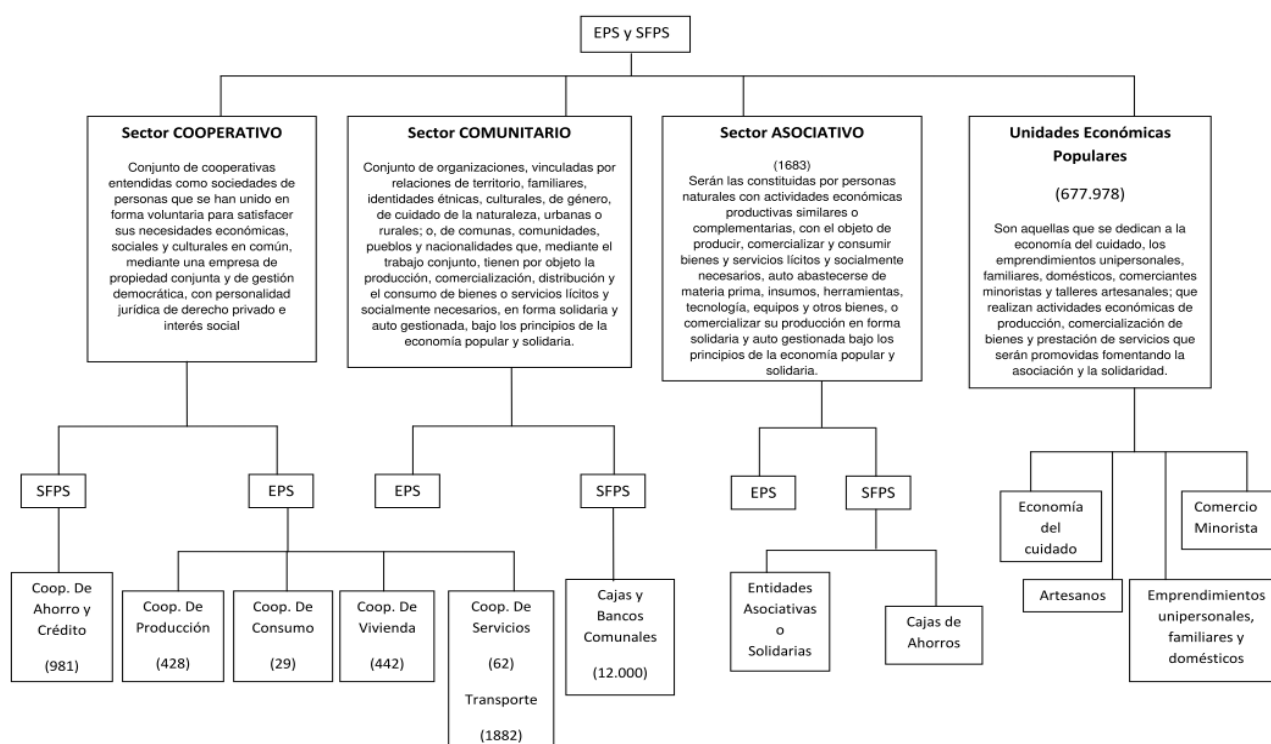 EPS y SFPS
Sector COOPERATIVO
Conjunto de cooperativas
entendidas como sociedades de
personas que se han unido en
forma voluntaria para satisfacer
sus necesidades económicas,
sociales y culturales en común,
mediante una empresa de
propiedad conjunta y de gestión
democrática, con personalidad
jurídica de derecho privado e
interés social
Sector COMUNITARIO
Conjunto de organizaciones, vinculadas por
relaciones de territorio, familiares,
identidades étnicas, culturales, de género,
de cuidado de la naturaleza, urbanas o
rurales; o, de comunas, comunidades,
pueblos y nacionalidades que, mediante el
trabajo conjunto, tienen por objeto la
producción, comercialización, distribución y
el consumo de bienes o servicios lícitos y
socialmente necesarios, en forma solidaria y
auto gestionada, bajo los principios de la
economía popular y solidaria.
Sector ASOCIATIVO
(1683)
Serán las constituidas por personas
naturales con actividades económicas
productivas similares o
complementarias, con el objeto de
producir, comercializar y consumir
bienes y servicios lícitos y socialmente
necesarios, auto abastecerse de
materia prima, insumos, herramientas,
tecnología, equipos y otros bienes, o
comercializar su producción en forma
solidaria y auto gestionada bajo los
principios de la economía popular y
solidaria.
Unidades Económicas
Populares
(677.978)
Son aquellas que se dedican a la
economía del cuidado, los
emprendimientos unipersonales,
familiares, domésticos, comerciantes
minoristas y talleres artesanales; que
realizan actividades económicas de
producción, comercialización de
bienes y prestación de servicios que
serán promovidas fomentando la
asociación y la solidaridad.
SFPS
EPS
EPS
SFPS
EPS
SFPS
Coop. De
Ahorro y
Crédito
(981)
Coop. De
Producción
(428)
Coop. De
Consumo
(29)
Coop. De
Vivienda
(442)
Coop. De
Servicios
(62)
Transporte
(1882)
Cajas y
Bancos
Comunales
(12.000)
Entidades
Asociativas
o
Solidarias
Cajas de
Ahorros
Economía
del
cuidado
Comercio
Minorista
Artesanos
Emprendimientos
unipersonales,
familiares y
domésticos